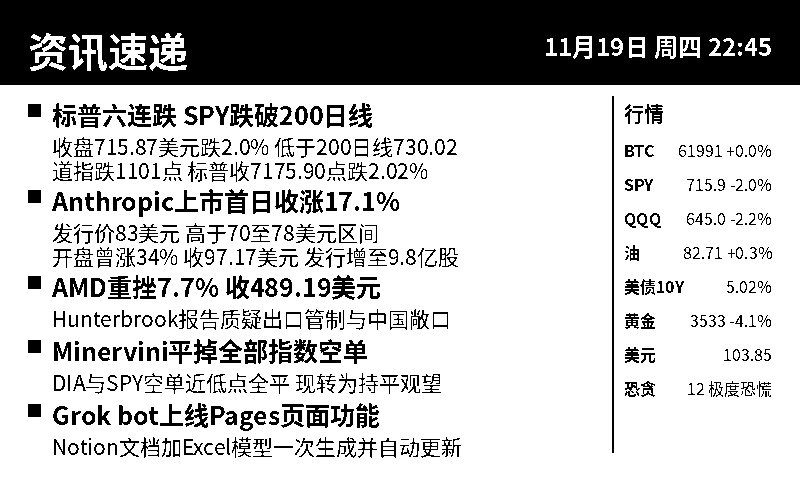 资讯速递
11月19日 周四 22:45
标普六连跌 SPY跌破200日线
收盘715.87美元跌2.0% 低于200日线730.02
道指跌1101点 标普收7175.90点跌2.02%
Anthropic上市首日收涨17.1%
发行价83美元 高于70至78美元区间
开盘曾涨34% 收97.17美元 发行增至9.8亿股
AMD重挫7.7% 收489.19美元
Hunterbrook报告质疑出口管制与中国敞口
Minervini平掉全部指数空单
DIA与SPY空单近低点全平 现转为持平观望
Grok bot上线Pages页面功能
Notion文档加Excel模型一次生成并自动更新
行情
BTC 61991 +0.0%
SPY 715.9 -2.0%
QQQ 645.0 -2.2%
油 82.71 +0.3%
美债10Y 5.02%
黄金 3533 -4.1%
美元 103.85
恐贪 12 极度恐慌